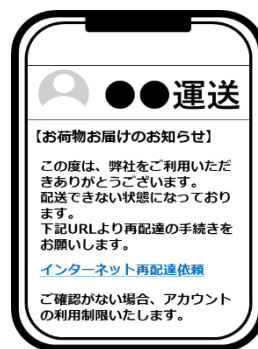 ●●運送
【お荷物お届けのお知らせ】
この度は、弊社をご利用いただ
きありがとうございます。
配送できない状態になっており
ます。
下記URLより再配達の手続きを
お願いします。
インターネット再配達依頼
ご確認がない場合、アカウント
の利用制限いたします。